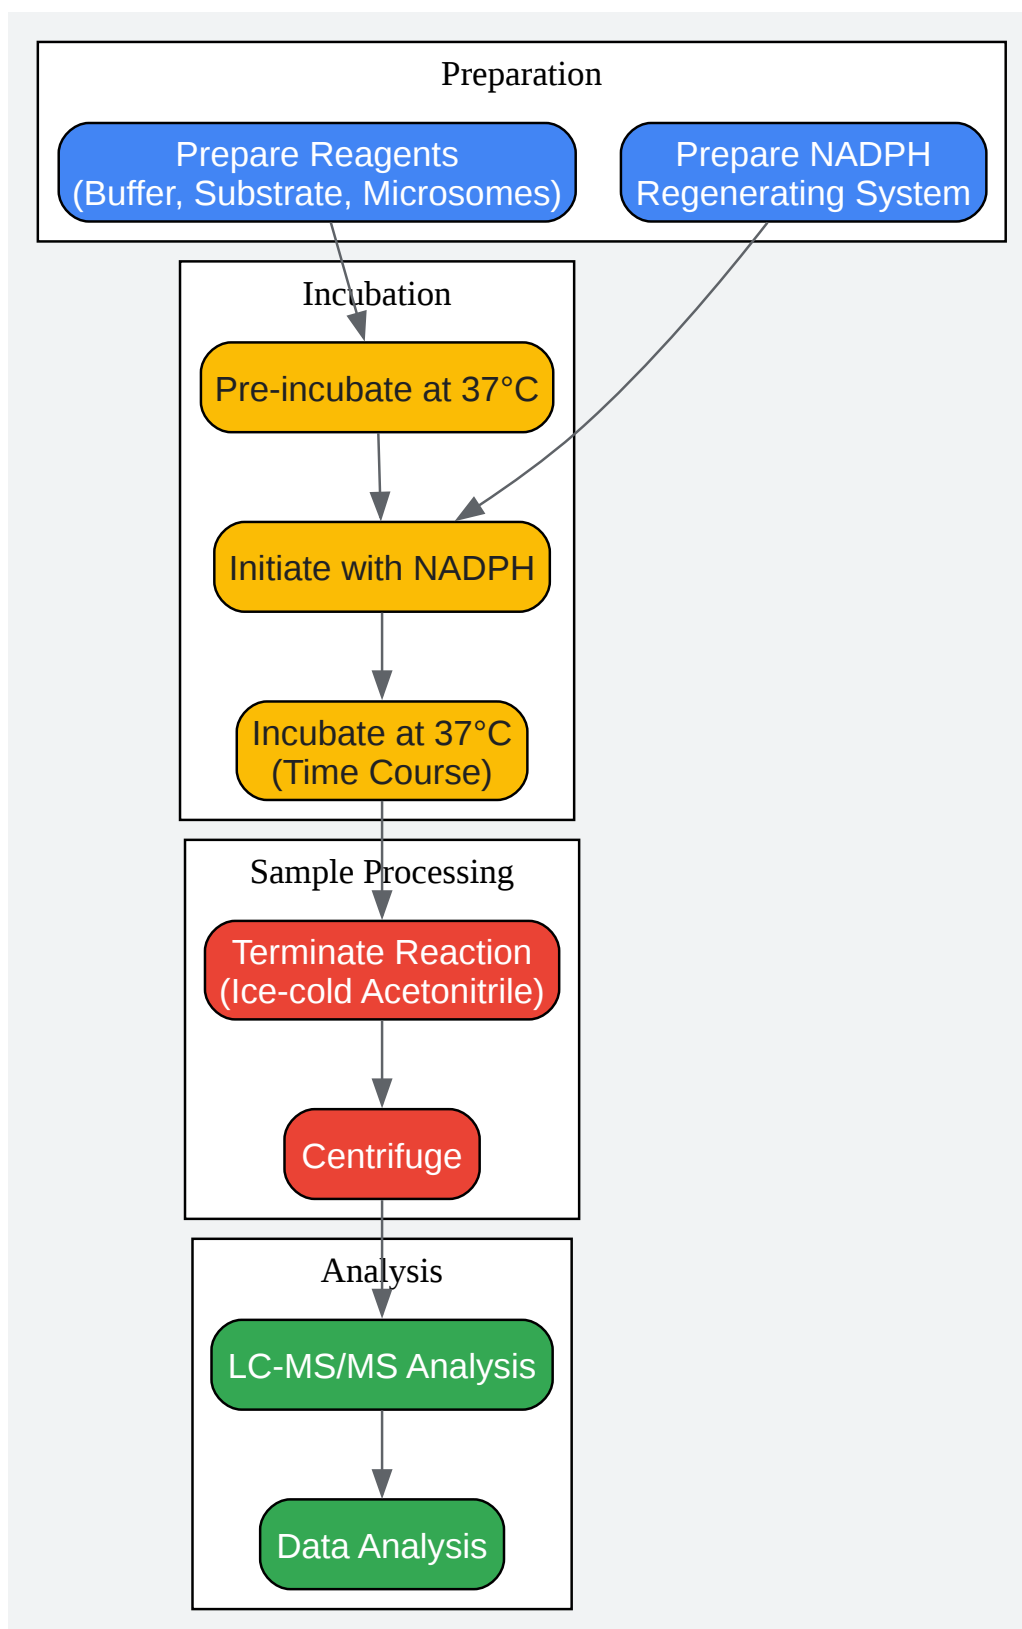 Preparation
Prepare Reagents
(Buffer, Substrate, Microsomes)
Prepare NADPH
Regenerating System
Incubation
Pre-incubate at 37°C
Initiate with NADPH
Incubate at 37°C
(Time Course)
Sample Processing
Terminate Reaction
(Ice-cold Acetonitrile)
Centrifuge
Analysis
LC-MS/MS Analysis
Data Analysis